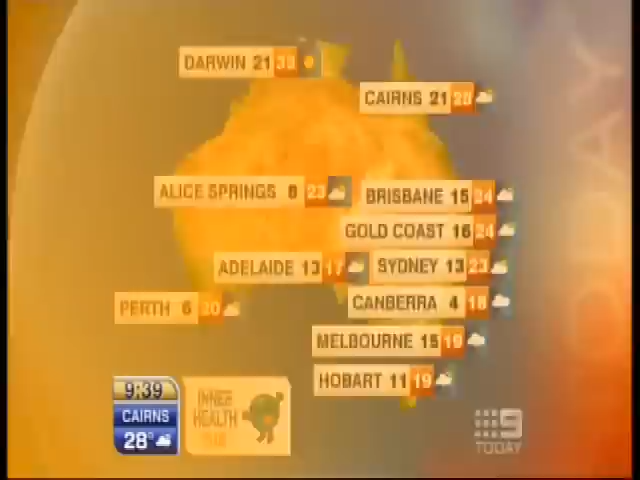 DARWIN 21 33
CAIRNS 21 28
ALICE SPRINGS 8 23
BRISBANE 15 24
GOLD COAST 16 24
ADELAIDE 13 17
SYDNEY 13 23
PERTH 6 20
CANBERRA 4 18
MELBOURNE 15 19
HOBART 11 19
9:39
CAIRNS
28°
INNER
HEALTH
9
TODAY